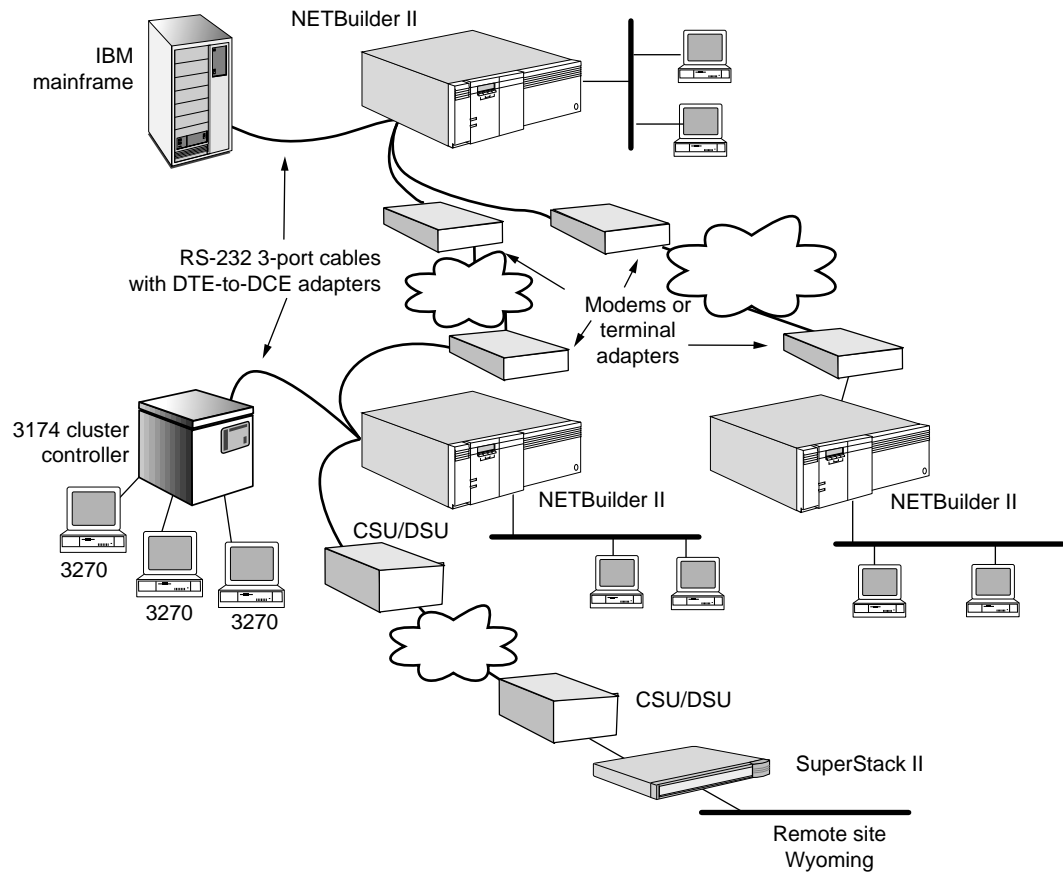 NETBuilder II
IBM
mainframe
RS-232 3-port cables
with DTE-to-DCE adapters
Modems or
terminal
adapters
3174 cluster
controller
NETBuilder II
NETBuilder II
CSU/DSU
3270
3270
3270
CSU/DSU
SuperStack II
Remote site
Wyoming